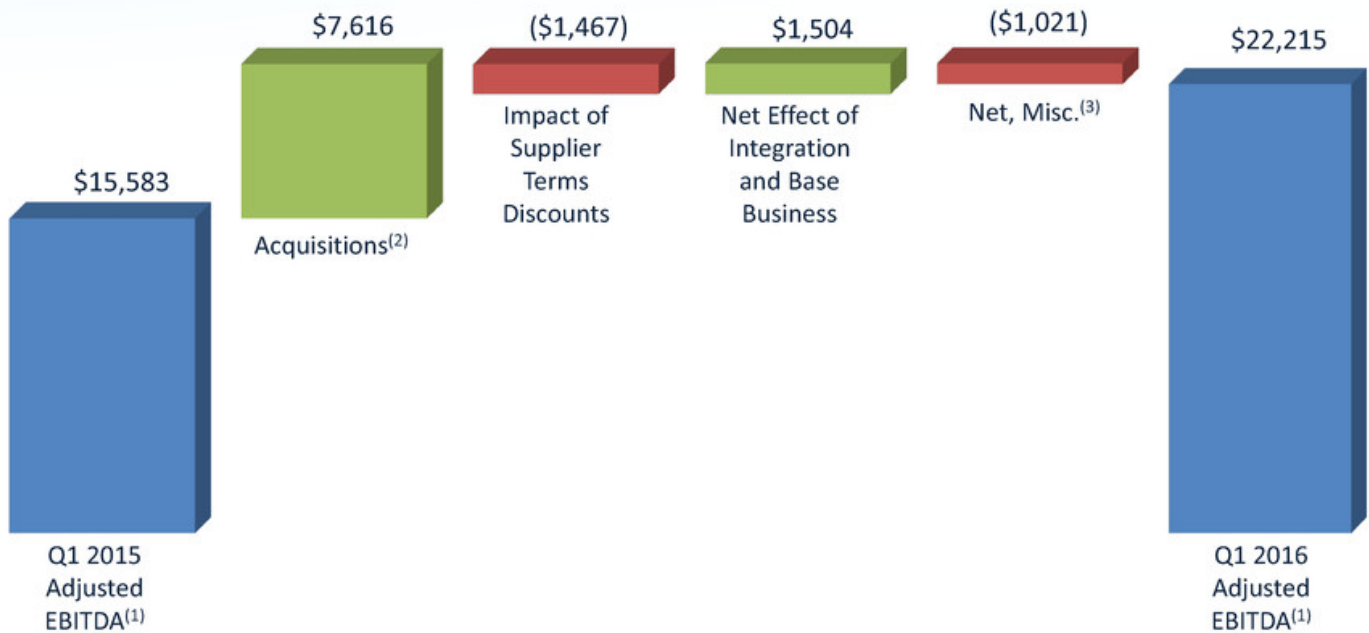 $15,583
Q1 2015
Adjusted
EBITDA(1)
$7,616
Acquisitions(2)
($1,467)
Impact of
Supplier
Terms
Discounts
$1,504
Net Effect of
Integration
and Base
Business
($1,021)
Net, Misc.(3)
$22,215
Q1 2016
Adjusted
EBITDA(1)